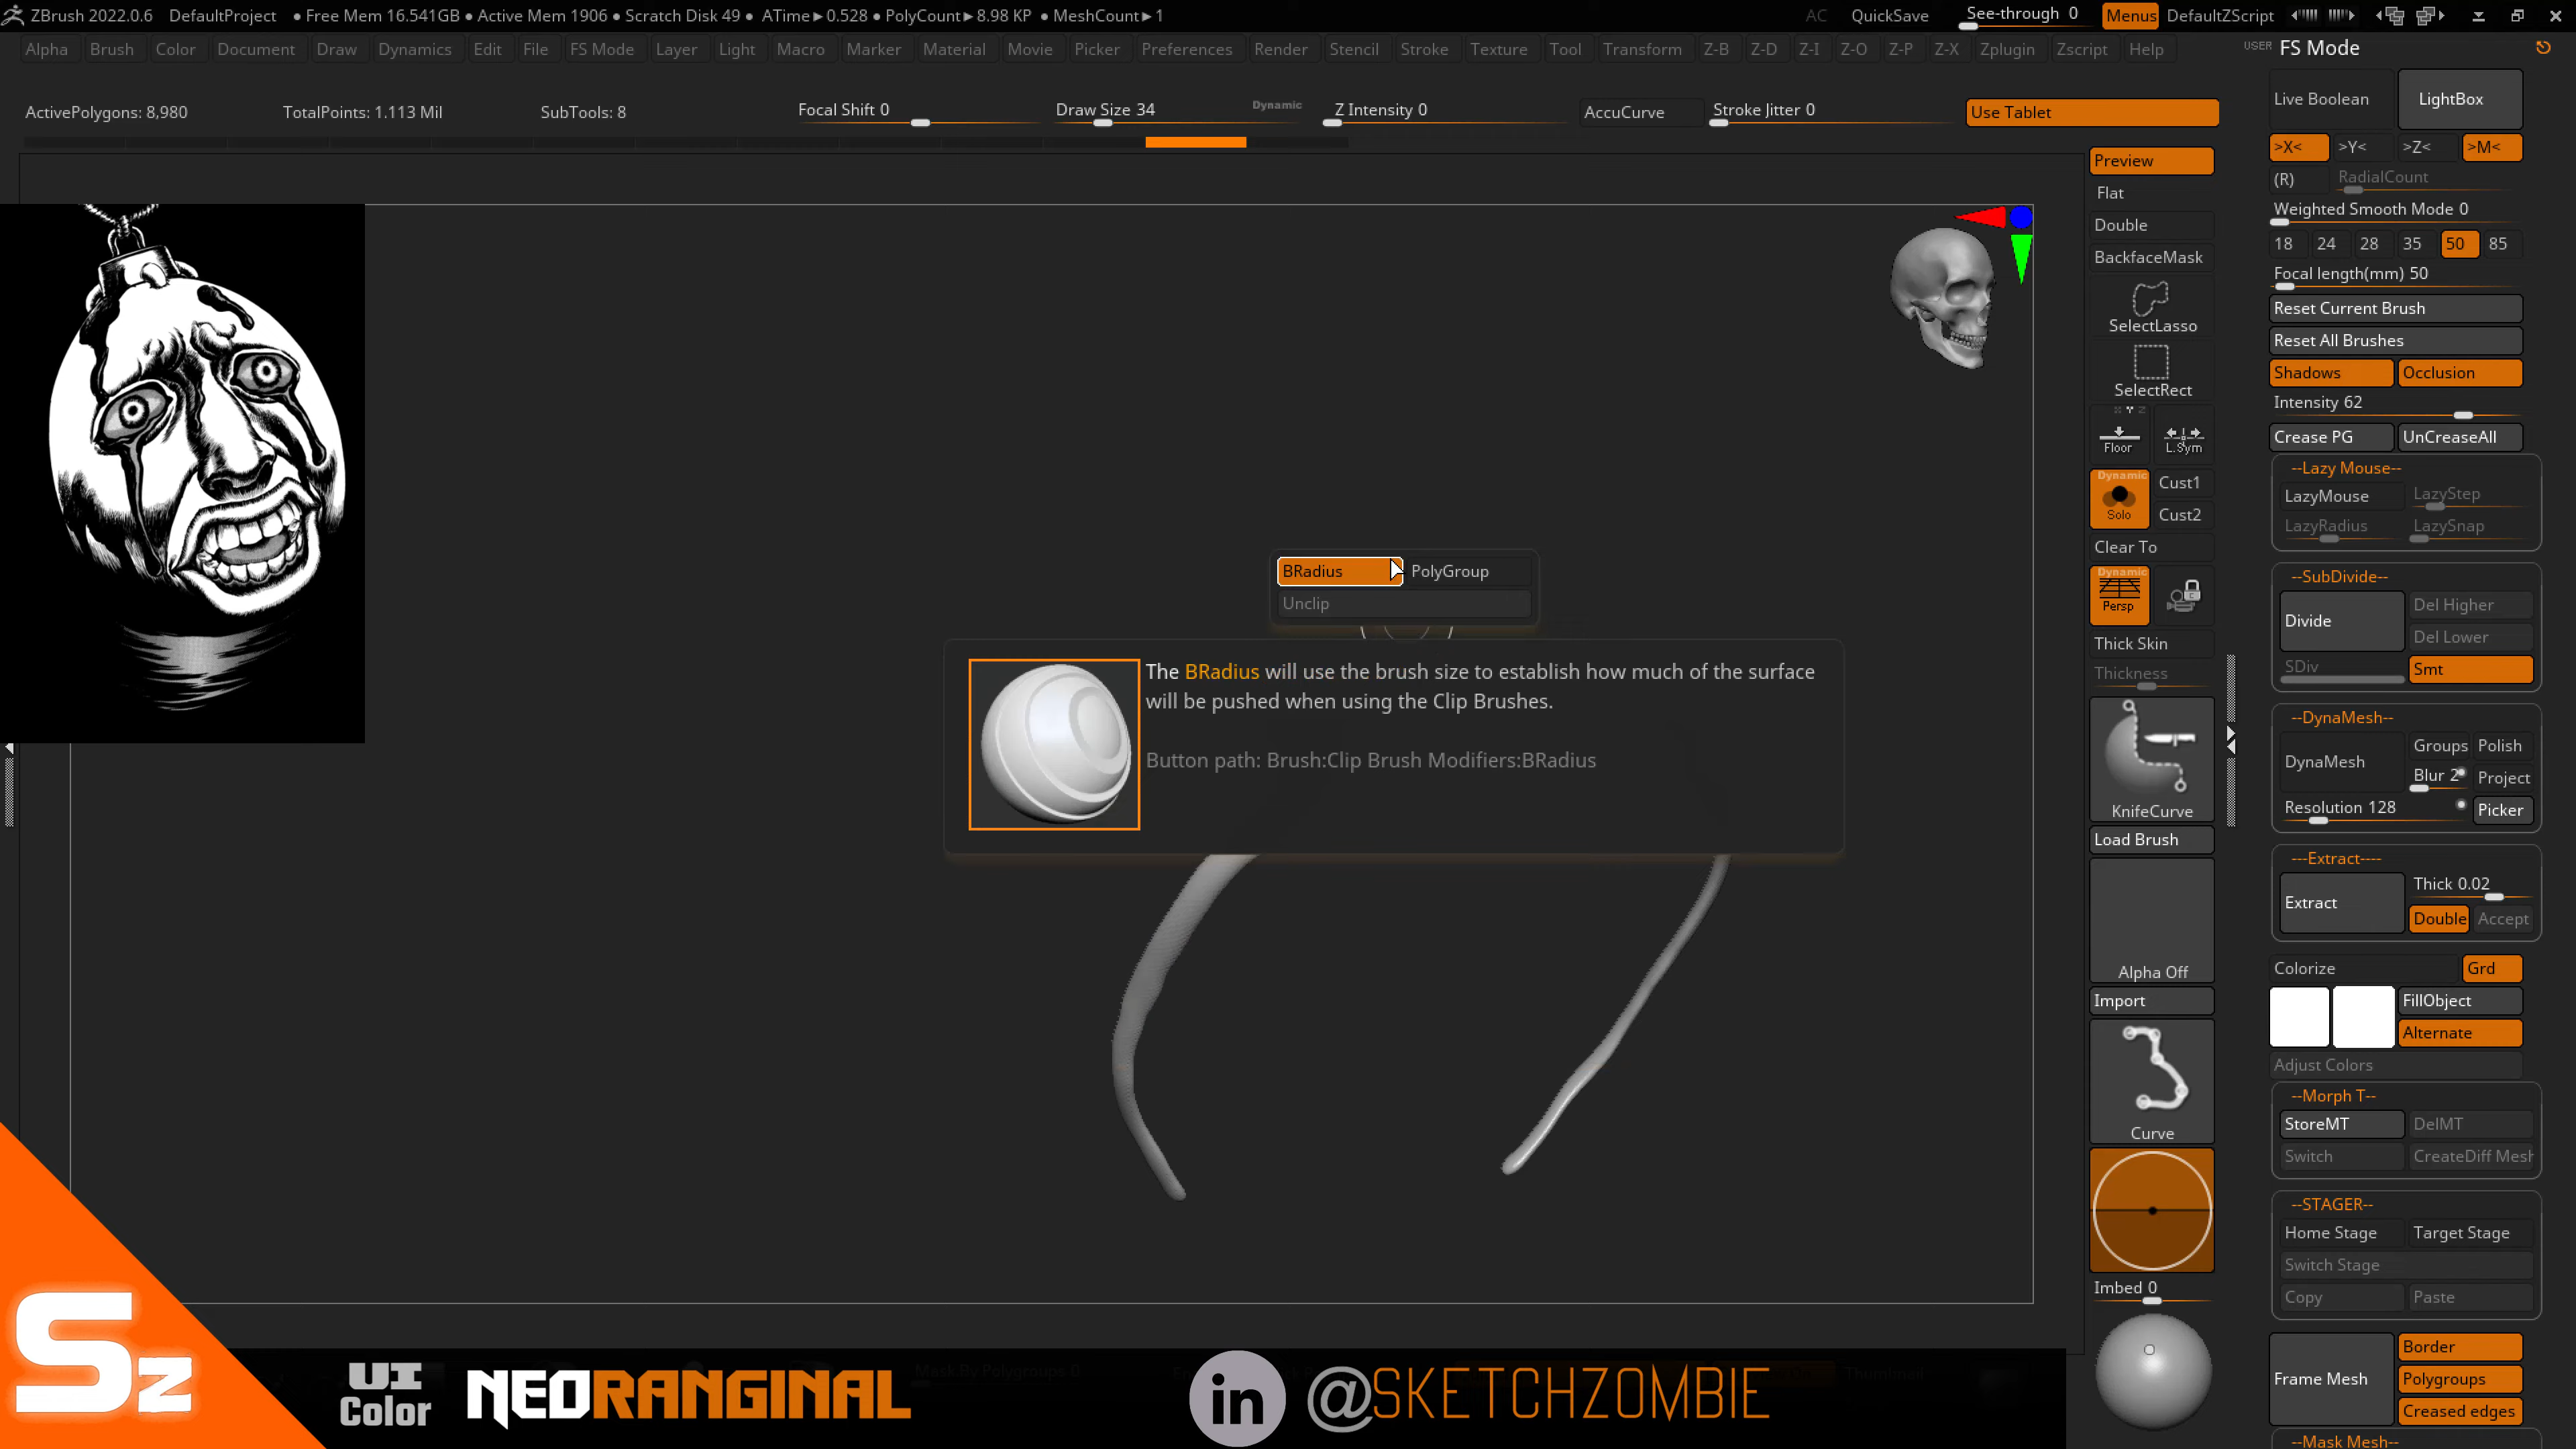 ZBrush 2022.0.6 DefaultProject ● Free Mem 16.541GB ● Active Mem 1906 ● Scratch Disk 49 ● ATime►0.528 ● PolyCount►8.98 KP ● MeshCount►1 AC QuickSave See-through 0 Menus DefaultZScript
Alpha Brush Color Document Draw Dynamics Edit File FS Mode Layer Light Macro Marker Material Movie Picker Preferences Render Stencil Stroke Texture Tool Transform Z-B Z-D Z-I Z-O Z-P Z-X Zplugin Zscript Help
ActivePolygons: 8,980 TotalPoints: 1.113 Mil SubTools: 8 Focal Shift 0 Draw Size 34 Dynamic Z Intensity 0 AccuCurve Stroke Jitter 0 Use Tablet
BRadius PolyGroup
Unclip
The BRadius will use the brush size to establish how much of the surface
will be pushed when using the Clip Brushes.
Button path: Brush:Clip Brush Modifiers:BRadius
Preview
Flat
Double
BackfaceMask
SelectLasso
SelectRect
X Y Z
Floor L.Sym
Dynamic
Solo
Cust1
Cust2
Clear To
Dynamic
Persp
Thick Skin
Thickness
KnifeCurve
Load Brush
Alpha Off
Import
Curve
Imbed 0
USER FS Mode
Live Boolean LightBox
>X< >Y< >Z< >M<
(R) RadialCount
Weighted Smooth Mode 0
18 24 28 35 50 85
Focal length(mm) 50
Reset Current Brush
Reset All Brushes
Shadows Occlusion
Intensity 62
Crease PG UnCreaseAll
--Lazy Mouse--
LazyMouse LazyStep
LazyRadius LazySnap
--SubDivide--
Divide Del Higher
Del Lower
SDiv Smt
--DynaMesh--
DynaMesh Groups Polish
Blur 2 Project
Resolution 128 Picker
---Extract----
Extract Thick 0.02
Double Accept
Colorize Grd
FillObject
Alternate
Adjust Colors
--Morph T--
StoreMT DelMT
Switch CreateDiff Mesh
--STAGER--
Home Stage Target Stage
Switch Stage
Copy Paste
Frame Mesh Border
Polygroups
Creased edges
--Mask Mesh--
Mask By Polygroups 0
Thumbnail
Sz
UI
Color
NEORANGINAL
in @SKETCHZOMBIE